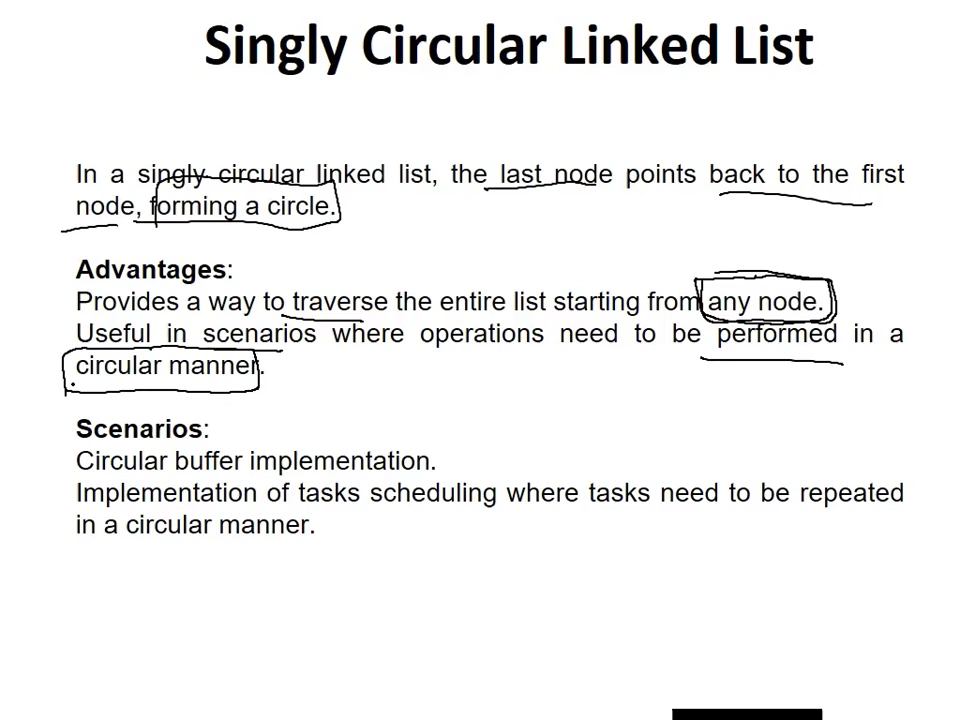 Singly Circular Linked List
In a singly circular linked list, the last node points back to the first
node, forming a circle.
Advantages:
Provides a way to traverse the entire list starting from any node.
Useful in scenarios where operations need to be performed in a
circular manner.
Scenarios:
Circular buffer implementation.
Implementation of tasks scheduling where tasks need to be repeated
in a circular manner.